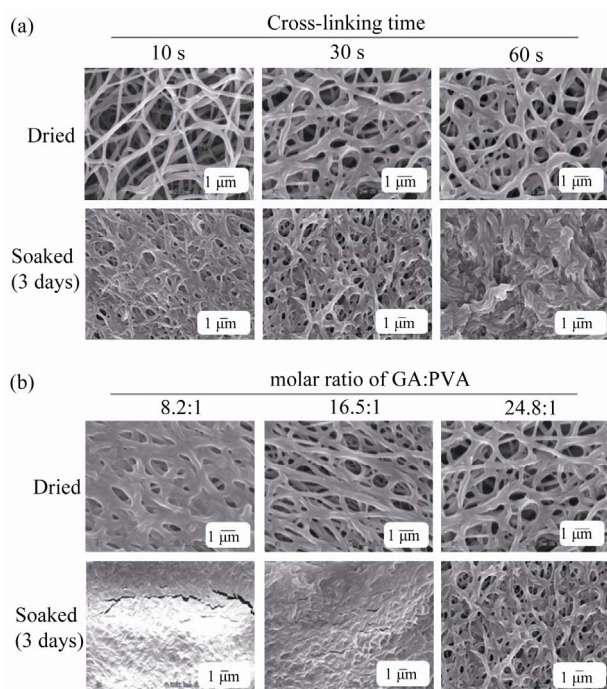 (a)
Cross-linking time
10 s 30 s 60 s
Dried
1 μm 1 μm 1 μm
Soaked
(3 days)
1 μm 1 μm 1 μm
(b)
molar ratio of GA:PVA
8.2:1 16.5:1 24.8:1
Dried
1 μm 1 μm 1 μm
Soaked
(3 days)
1 μm 1 μm 1 μm